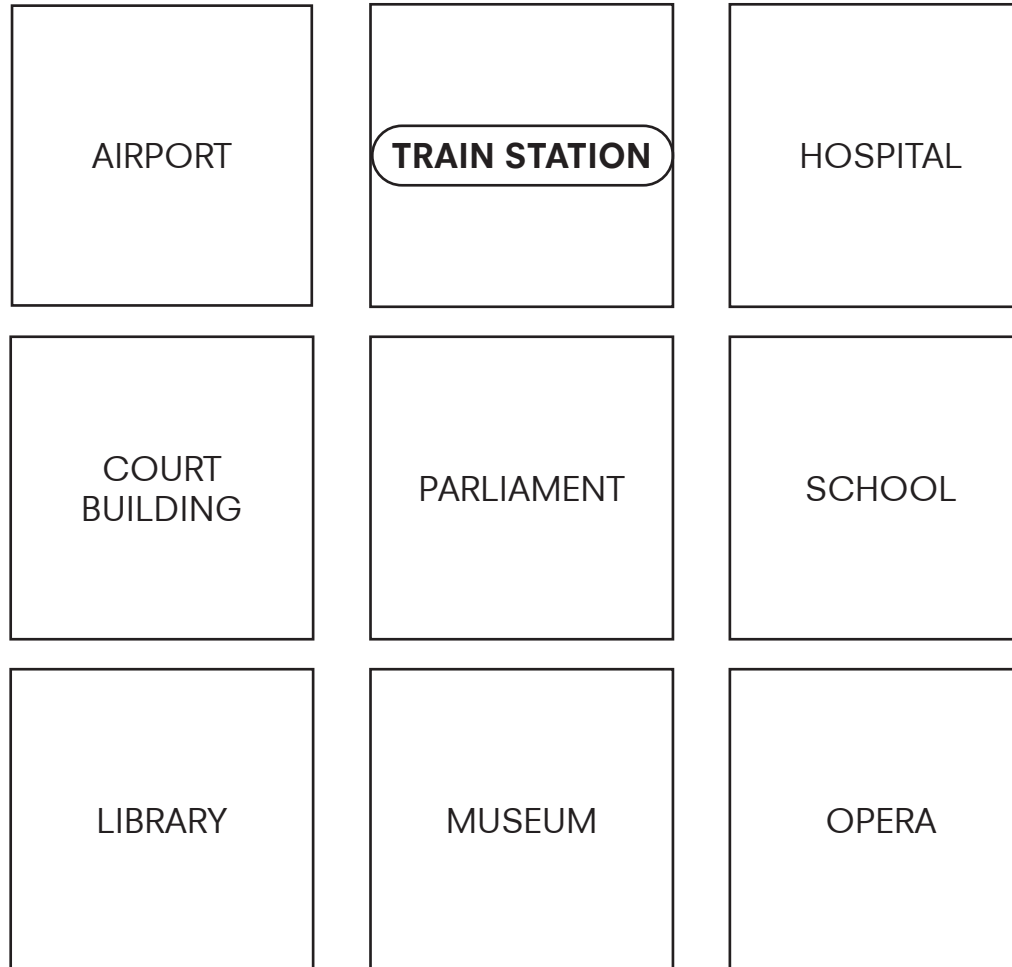 AIRPORT
TRAIN STATION
HOSPITAL
COURT
BUILDING
PARLIAMENT
SCHOOL
LIBRARY
MUSEUM
OPERA